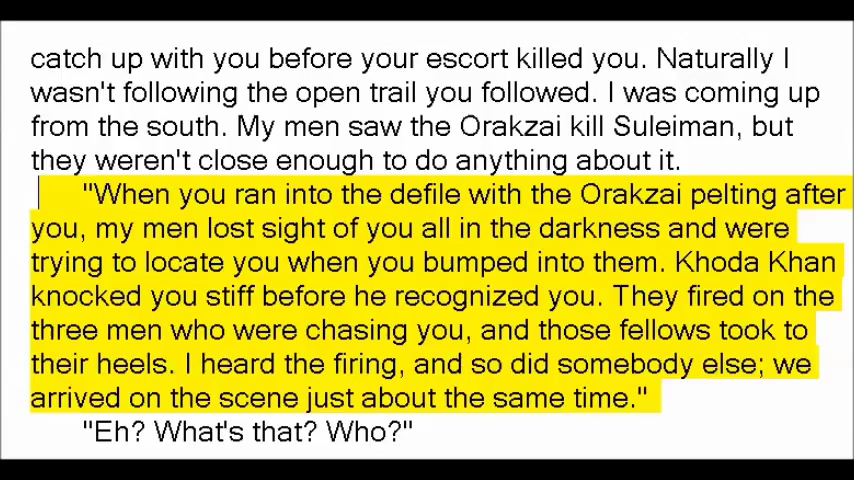 catch up with you before your escort killed you. Naturally I
wasn't following the open trail you followed. I was coming up
from the south. My men saw the Orakzai kill Suleiman, but
they weren't close enough to do anything about it.
"When you ran into the defile with the Orakzai pelting after
you, my men lost sight of you all in the darkness and were
trying to locate you when you bumped into them. Khoda Khan
knocked you stiff before he recognized you. They fired on the
three men who were chasing you, and those fellows took to
their heels. I heard the firing, and so did somebody else; we
arrived on the scene just about the same time."
"Eh? What's that? Who?"